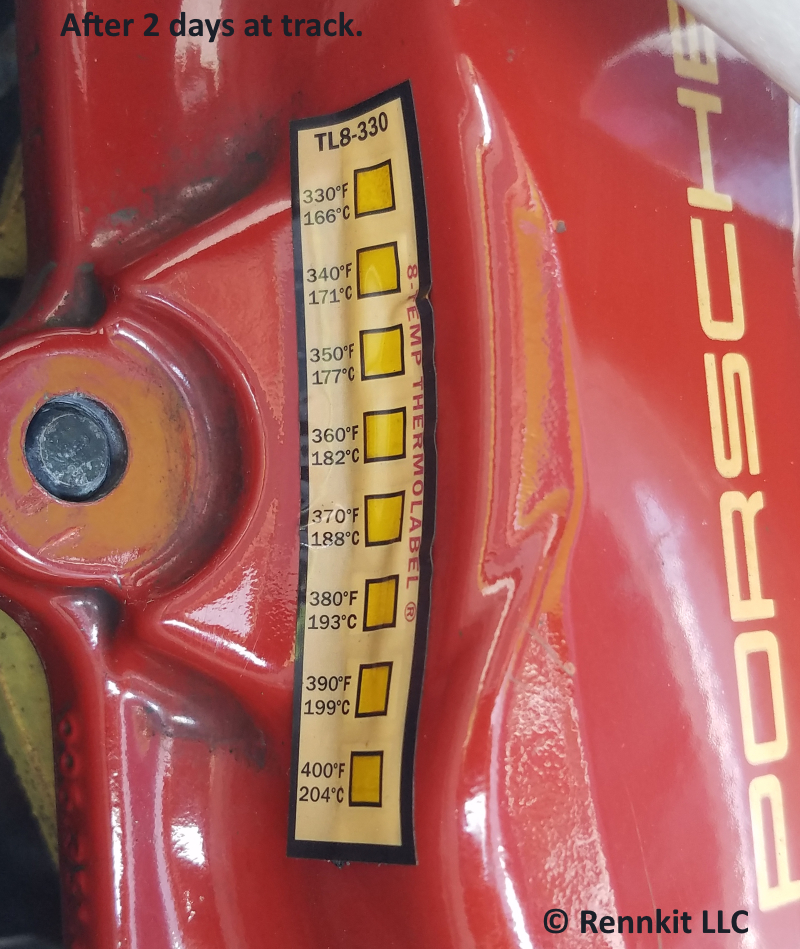 After 2 days at track.
TL8-330
330°F
166°C
340°F
171°C
350°F
177°C
360°F
182°C
370°F
188°C
380°F
193°C
390°F
199°C
400°F
204°C
8-TEMP THERMOLABEL ®
PORSCHE
© Rennkit LLC